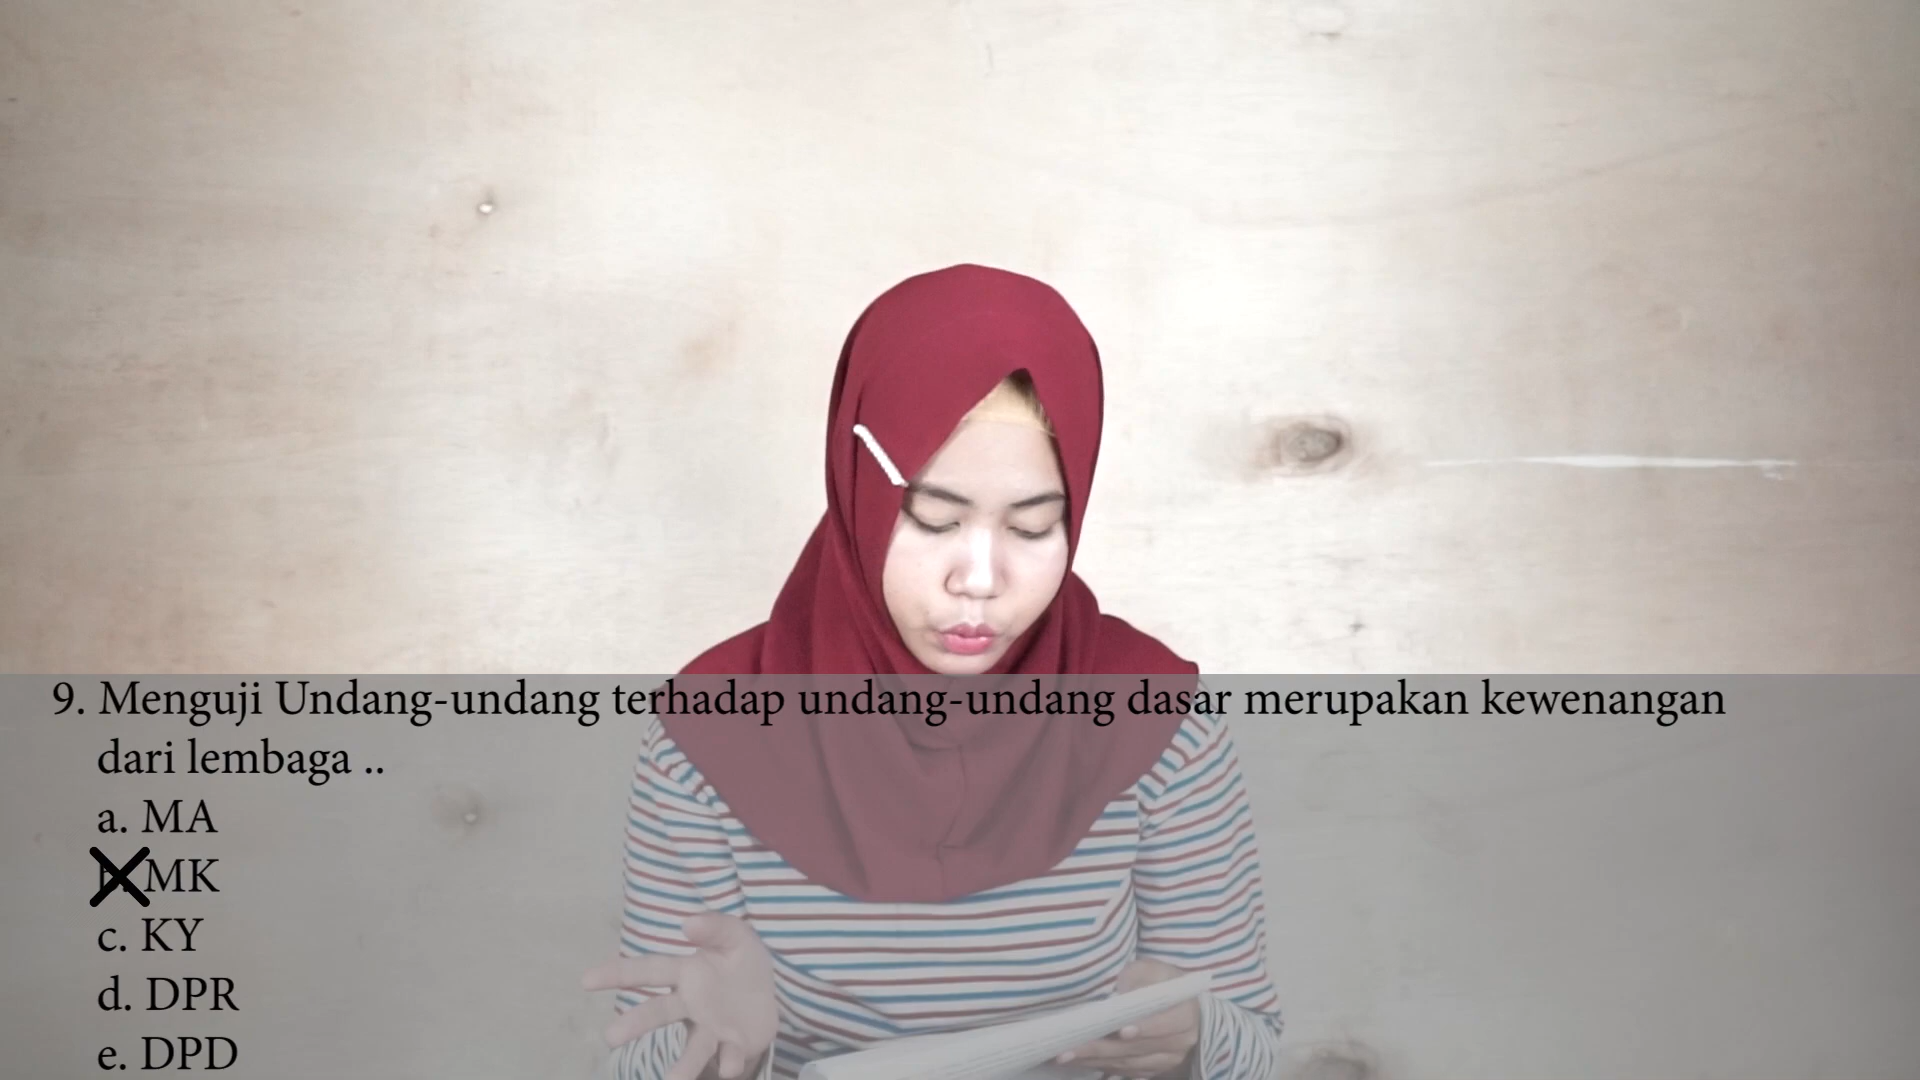 9. Menguji Undang-undang terhadap undang-undang dasar merupakan kewenangan
dari lembaga ..
a. MA
MK
c. KY
d. DPR
e. DPD